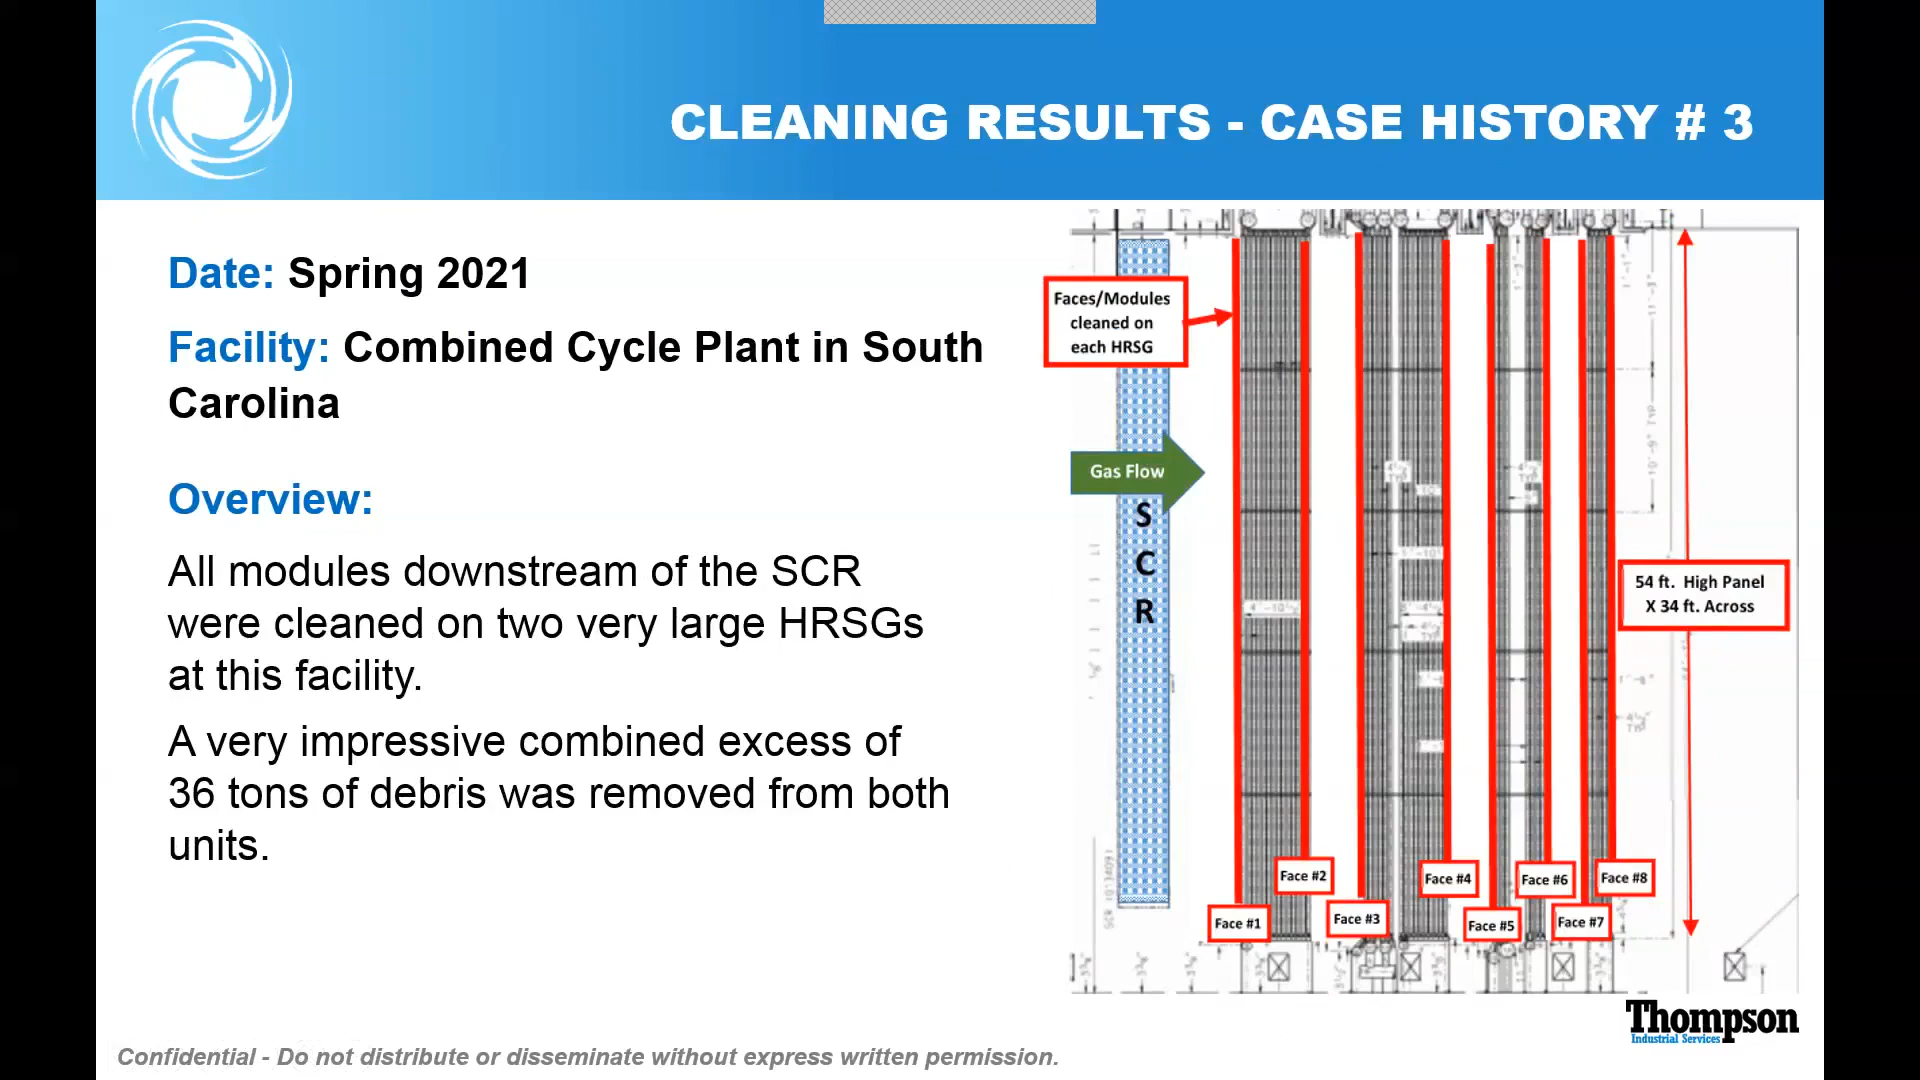 CLEANING RESULTS - CASE HISTORY # 3
Date: Spring 2021
Facility: Combined Cycle Plant in South
Carolina
Overview:
All modules downstream of the SCR
were cleaned on two very large HRSGs
at this facility.
A very impressive combined excess of
36 tons of debris was removed from both
units.
Faces/Modules
cleaned on
each HRSG
Gas Flow
S
C
R
54 ft. High Panel
X 34 ft. Across
Face #1
Face #2
Face #3
Face #4
Face #5
Face #6
Face #7
Face #8
Thompson
Industrial Services
Confidential - Do not distribute or disseminate without express written permission.